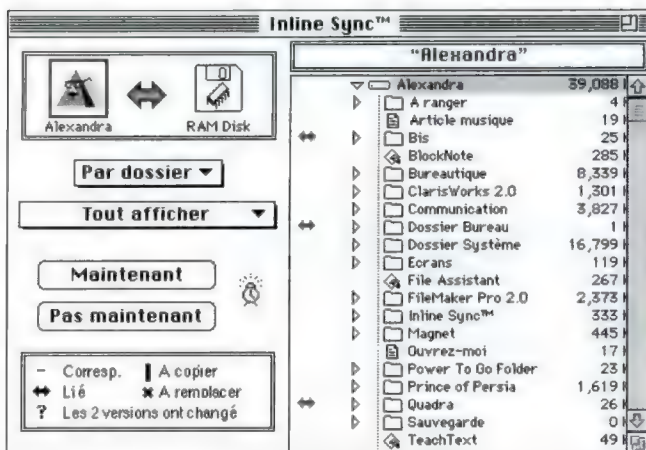 Inline Sync™
Alexandra
RAM Disk
Par dossier
Tout afficher
Maintenant
Pas maintenant
– Corresp.
A copier
↔ Lié
✖ A remplacer
? Les 2 versions ont changé
“Alexandra”
Alexandra 39,088 K
A ranger 4 K
Article musique 19 K
Bis 25 K
BlockNote 285 K
Bureautique 8,339 K
ClarisWorks 2.0 1,301 K
Communication 3,827 K
Dossier Bureau 1 K
Dossier Système 16,799 K
Ecrans 119 K
File Assistant 267 K
FileMaker Pro 2.0 2,373 K
Inline Sync™ 333 K
Magnet 445 K
Ouvrez-moi 17 K
Power To Go Folder 23 K
Prince of Persia 1,619 K
Quadra 26 K
Sauvegarde 0 K
TeachText 49 K